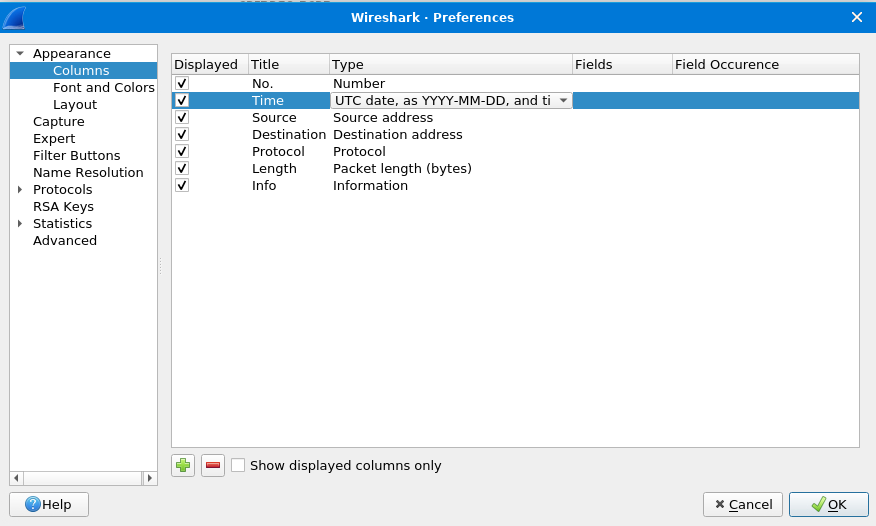 Wireshark · Preferences
Appearance
Columns
Font and Colors
Layout
Capture
Expert
Filter Buttons
Name Resolution
Protocols
RSA Keys
Statistics
Advanced
Displayed Title Type Fields Field Occurence
No. Number
Time UTC date, as YYYY-MM-DD, and ti
Source Source address
Destination Destination address
Protocol Protocol
Length Packet length (bytes)
Info Information
Show displayed columns only
Help Cancel OK